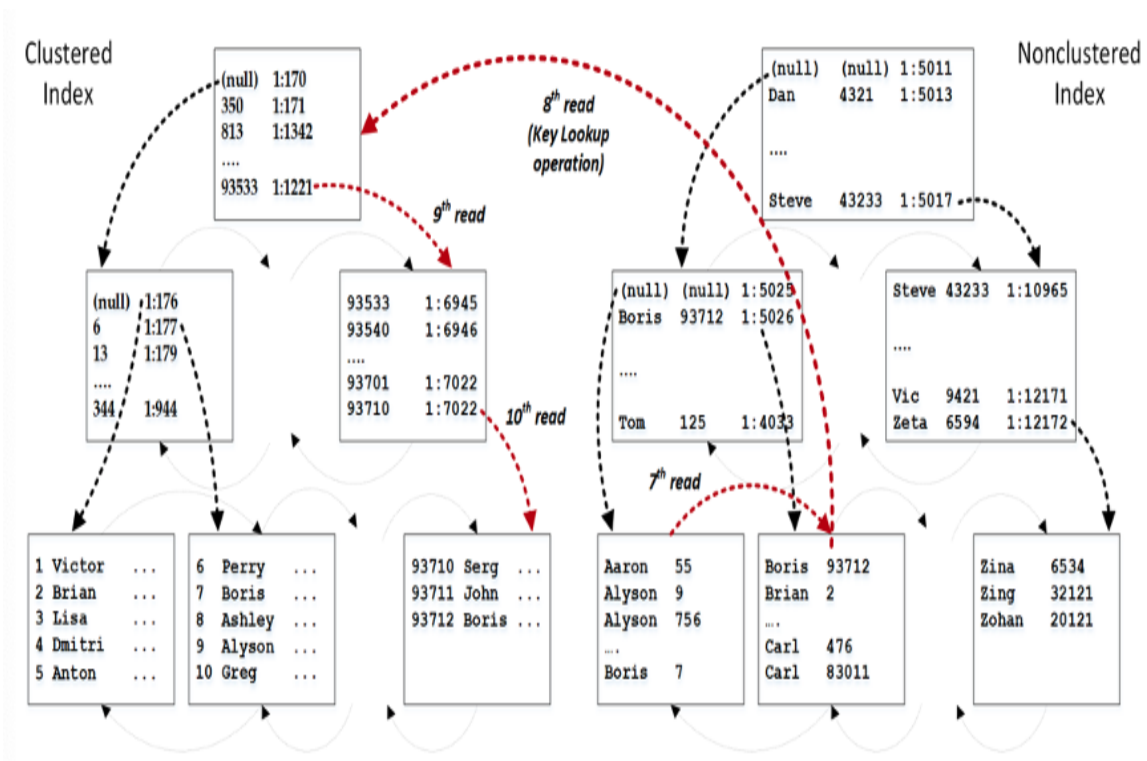 Clustered
Index
(null) 1:170
350 1:171
813 1:1342
....
93533 1:1221
8th read
(Key Lookup
operation)
(null) (null) 1:5011
Dan 4321 1:5013
....
Steve 43233 1:5017
Nonclustered
Index
9th read
(null) 1:176
6 1:177
13 1:179
....
344 1:944
93533 1:6945
93540 1:6946
....
93701 1:7022
93710 1:7022
10th read
(null) (null) 1:5025
Boris 93712 1:5026
....
Tom 125 1:4033
Steve 43233 1:10965
....
Vic 9421 1:12171
Zeta 6594 1:12172
7th read
1 Victor ...
2 Brian ...
3 Lisa ...
4 Dmitri ...
5 Anton ...
6 Perry ...
7 Boris ...
8 Ashley ...
9 Alyson ...
10 Greg ...
93710 Serg ...
93711 John ...
93712 Boris ...
Aaron 55
Alyson 9
Alyson 756
....
Boris 7
Boris 93712
Brian 2
....
Carl 476
Carl 83011
Zina 6534
Zing 32121
Zohan 20121